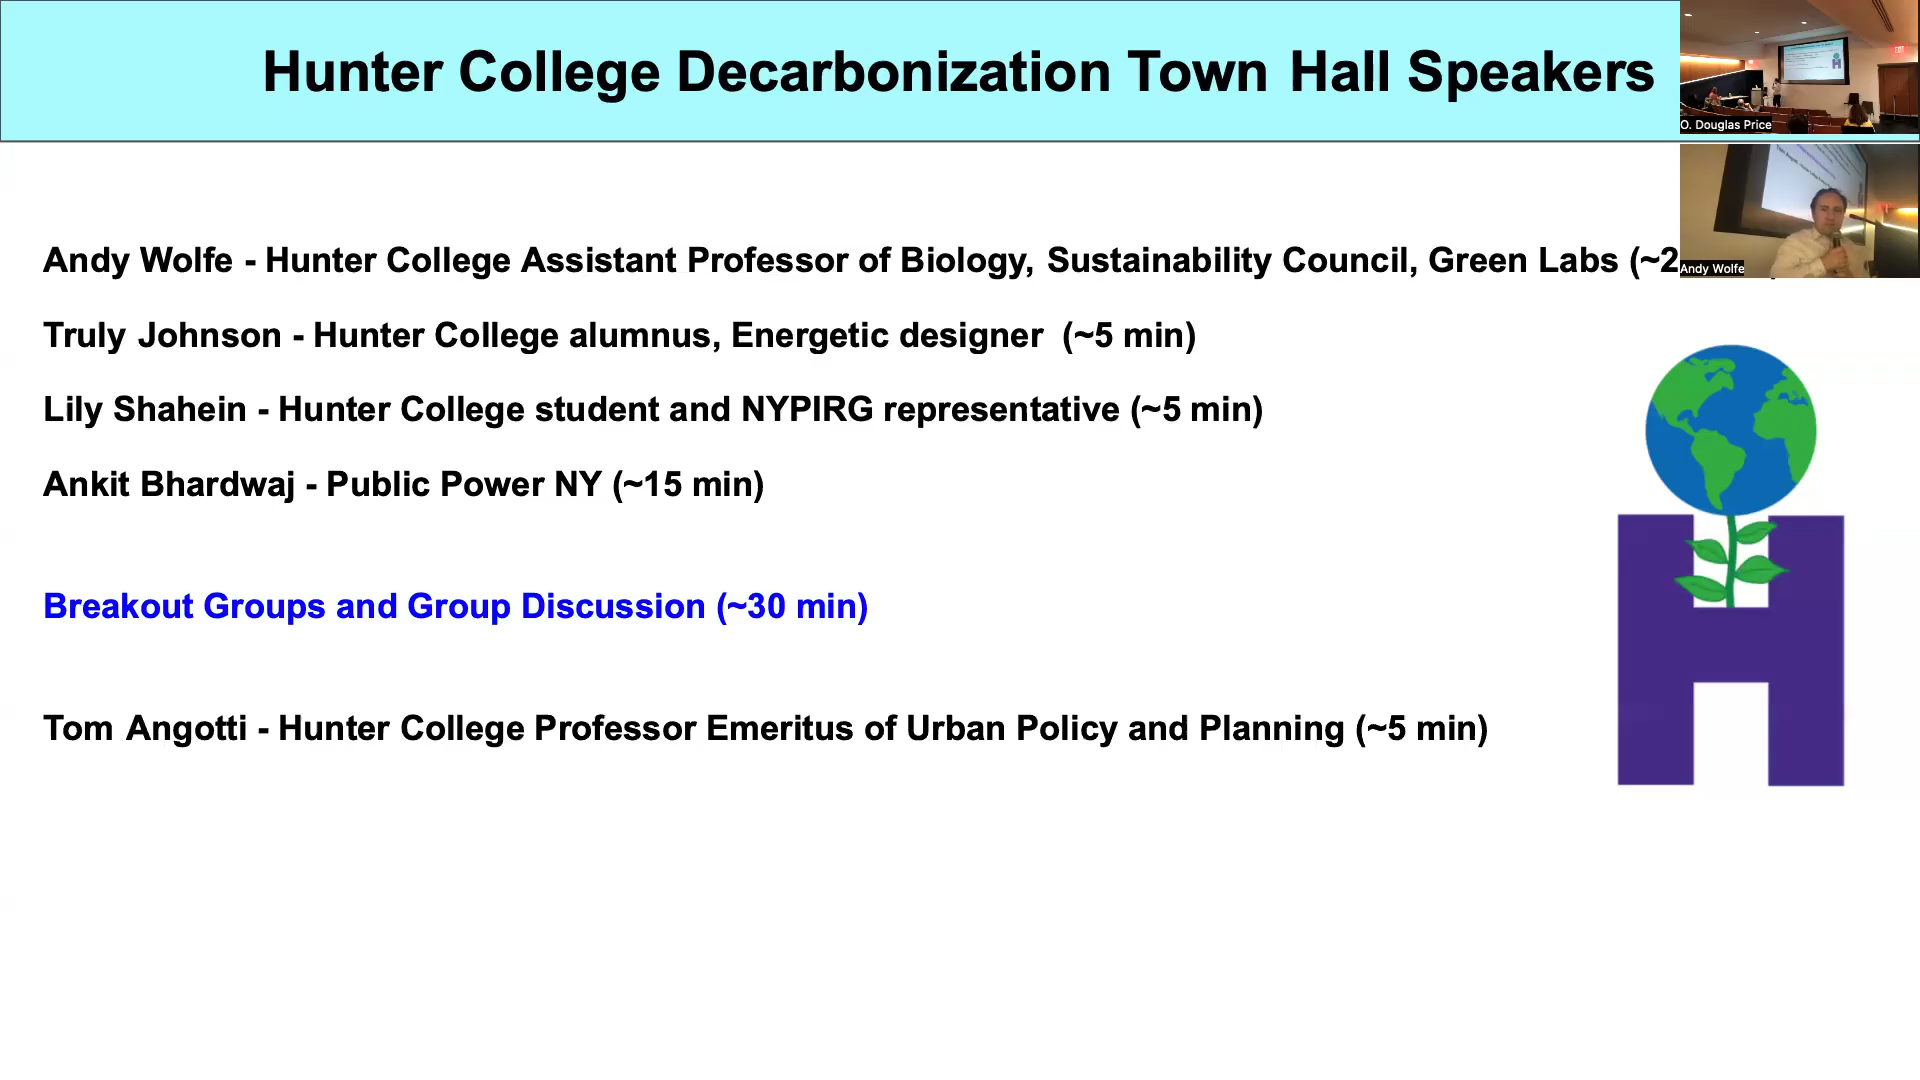 Hunter College Decarbonization Town Hall Speakers
O. Douglas Price
Andy Wolfe - Hunter College Assistant Professor of Biology, Sustainability Council, Green Labs (~2
Andy Wolfe
Truly Johnson - Hunter College alumnus, Energetic designer (~5 min)
Lily Shahein - Hunter College student and NYPIRG representative (~5 min)
Ankit Bhardwaj - Public Power NY (~15 min)
Breakout Groups and Group Discussion (~30 min)
Tom Angotti - Hunter College Professor Emeritus of Urban Policy and Planning (~5 min)